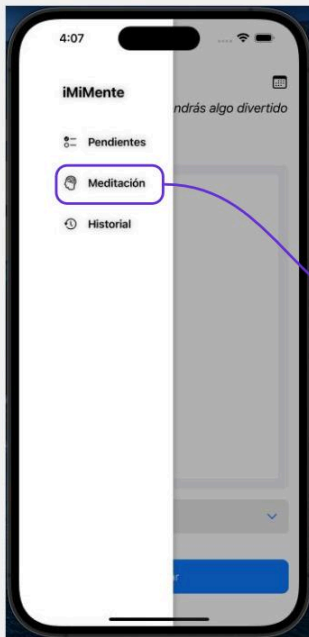 4:07
iMiMente
ndrás algo divertido
Pendientes
Meditación
Historial
r